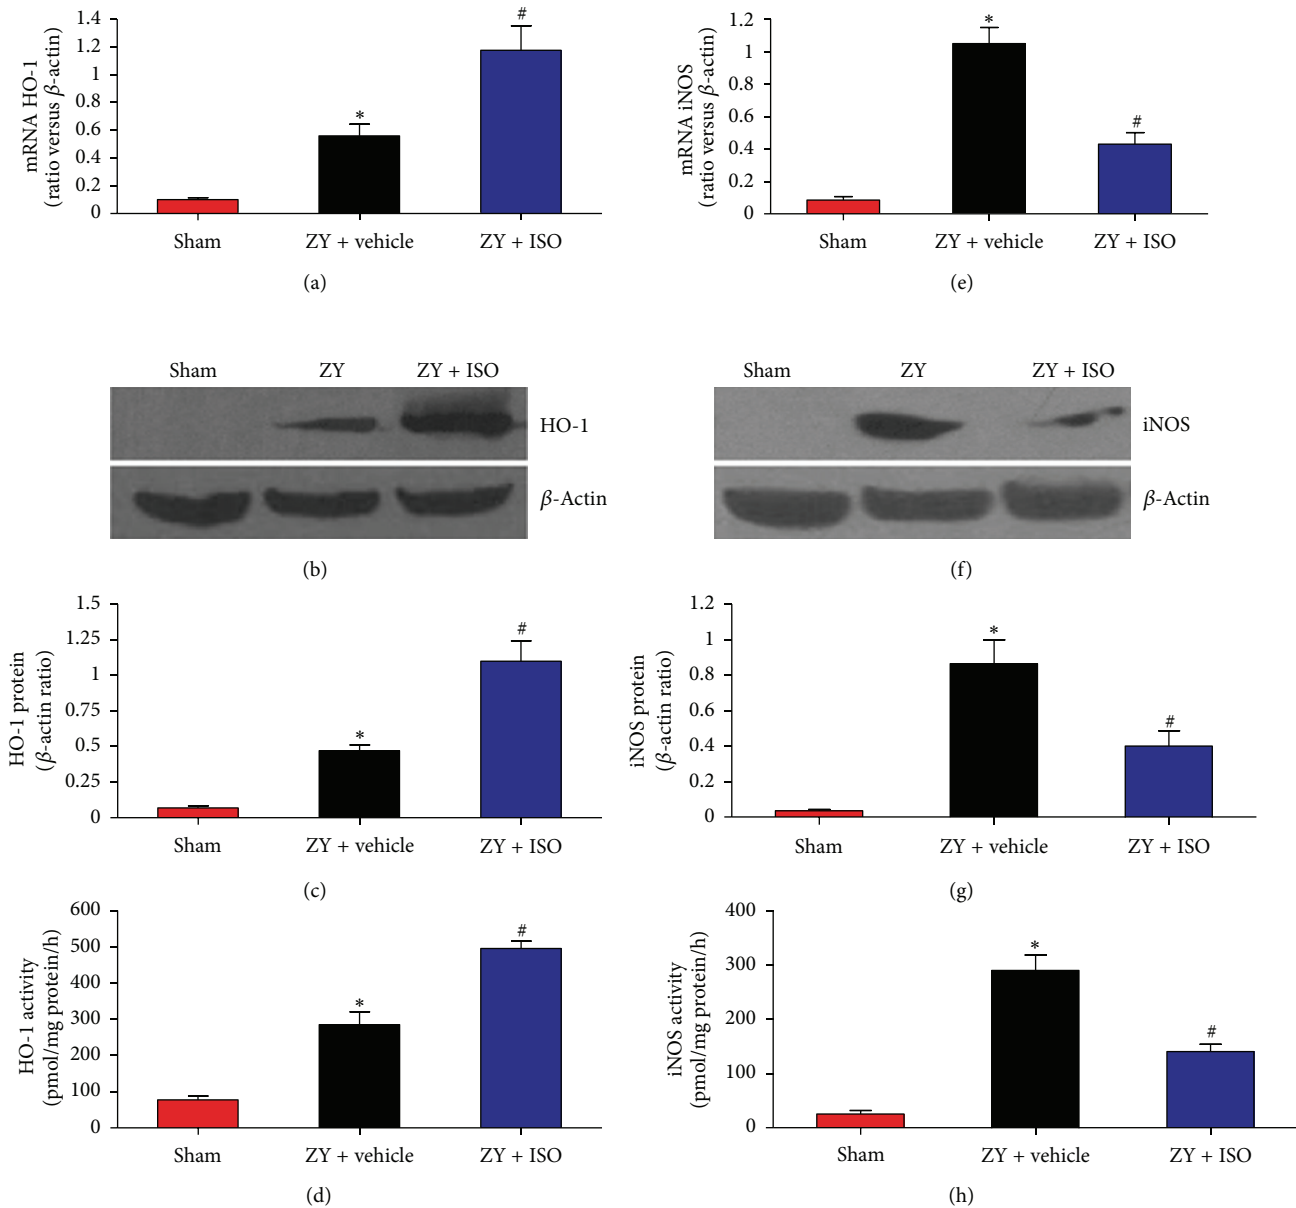 mRNA HO-1
(ratio versus β-actin)
1.4
1.2
1
0.8
0.6
0.4
0.2
0
*
#
Sham ZY + vehicle ZY + ISO
(a)
mRNA iNOS
(ratio versus β-actin)
1.2
1
0.8
0.6
0.4
0.2
0
*
#
Sham ZY + vehicle ZY + ISO
(e)
Sham ZY ZY + ISO
HO-1
β-Actin
(b)
Sham ZY ZY + ISO
iNOS
β-Actin
(f)
HO-1 protein
(β-actin ratio)
1.5
1.25
1
0.75
0.5
0.25
0
*
#
Sham ZY + vehicle ZY + ISO
(c)
iNOS protein
(β-actin ratio)
1.2
1
0.8
0.6
0.4
0.2
0
*
#
Sham ZY + vehicle ZY + ISO
(g)
HO-1 activity
(pmol/mg protein/h)
600
500
400
300
200
100
0
*
#
Sham ZY + vehicle ZY + ISO
(d)
iNOS activity
(pmol/mg protein/h)
400
300
200
100
0
*
#
Sham ZY + vehicle ZY + ISO
(h)